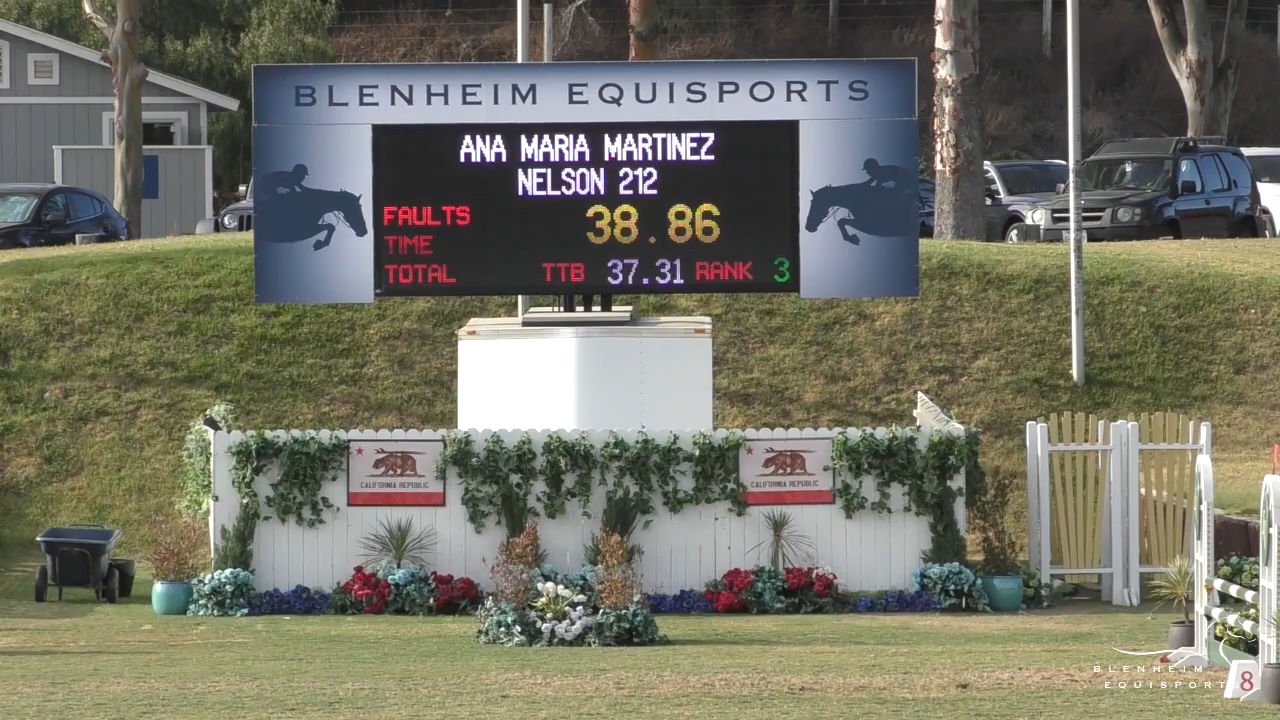 BLENHEIM EQUISPORTS
ANA MARIA MARTINEZ
NELSON 212
FAULTS 38.86
TIME
TOTAL TTB 37.31 RANK 3
CALIFORNIA REPUBLIC
CALIFORNIA REPUBLIC
BLENHEIM
EQUISPORT
8